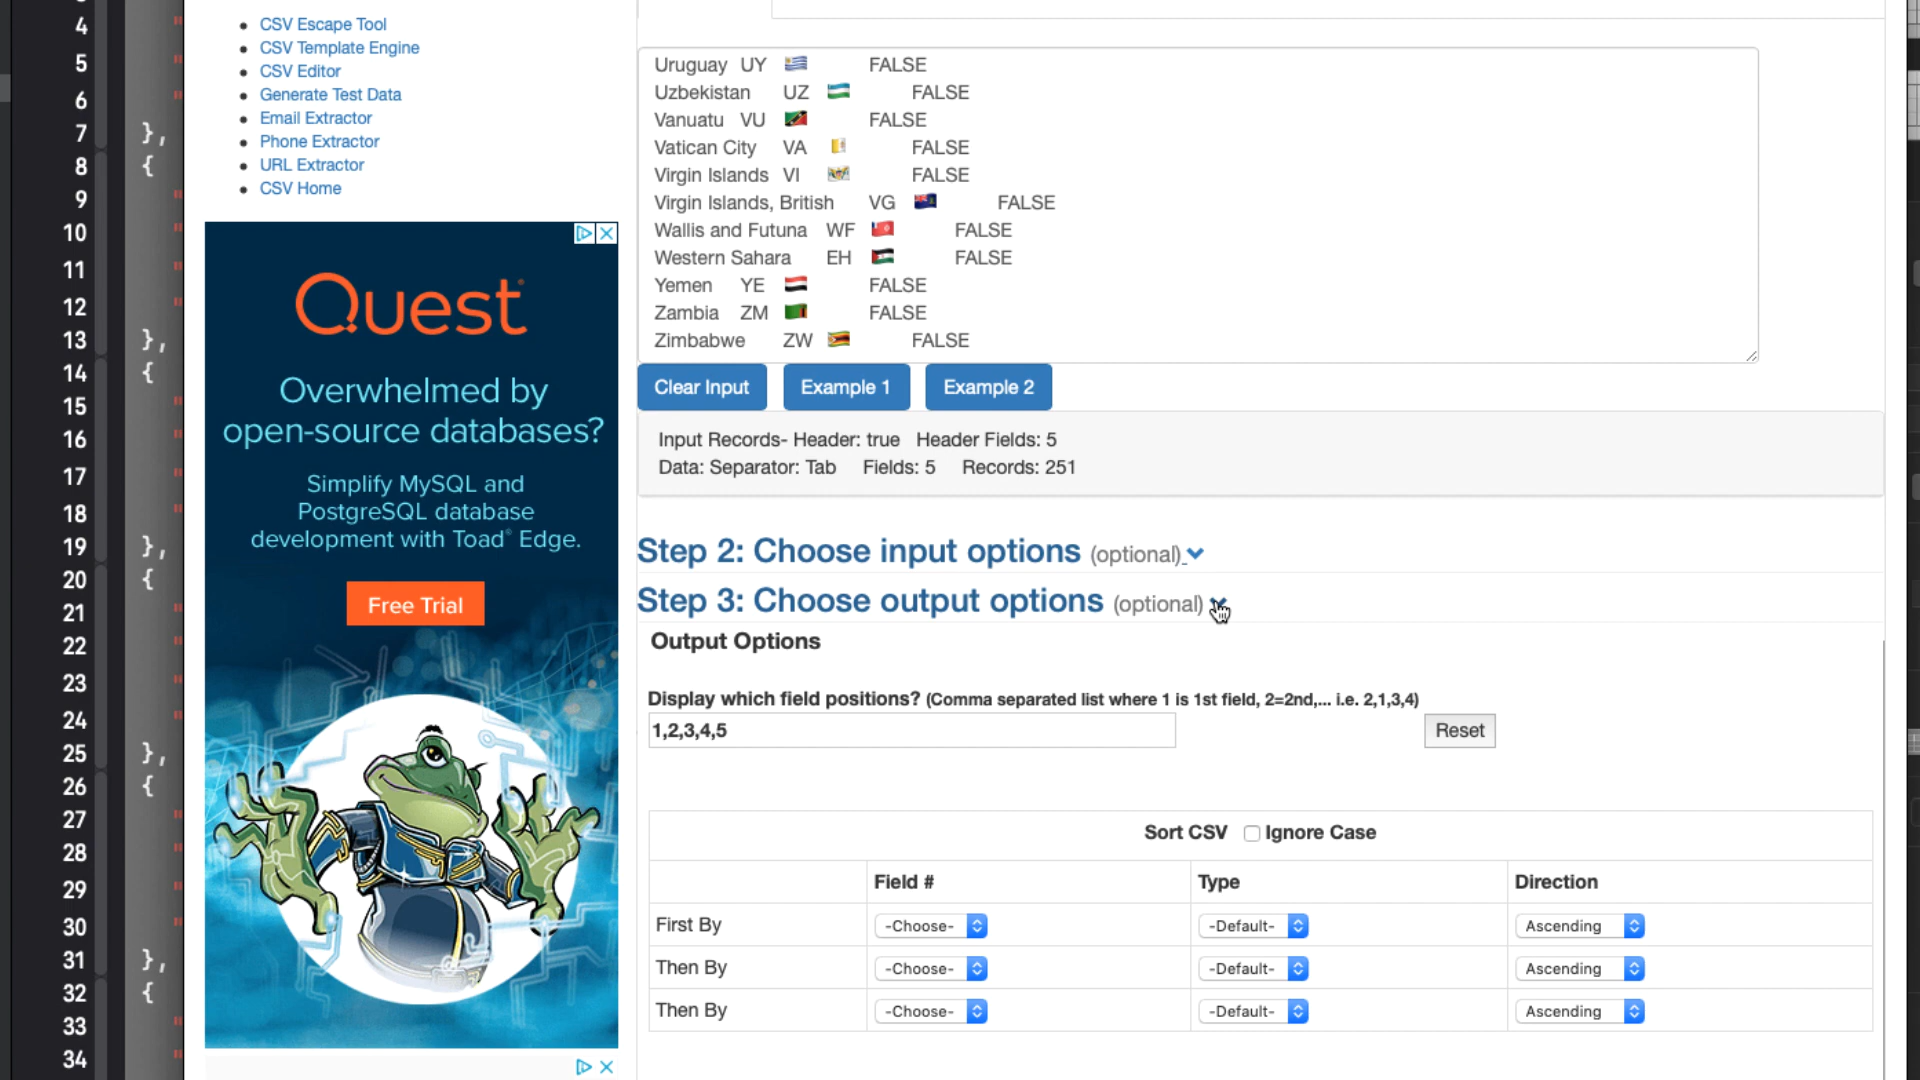 4
5
6
7 },
8 {
9
10
11
12
13 },
14 {
15
16
17
18
19 },
20 {
21
22
23
24
25 },
26 {
27
28
29
30
31 },
32 {
33
34
CSV Escape Tool
CSV Template Engine
CSV Editor
Generate Test Data
Email Extractor
Phone Extractor
URL Extractor
CSV Home
Quest
Overwhelmed by
open-source databases?
Simplify MySQL and
PostgreSQL database
development with Toad® Edge.
Free Trial
Uruguay UY 🇺🇾 FALSE
Uzbekistan UZ 🇺🇿 FALSE
Vanuatu VU 🇻🇺 FALSE
Vatican City VA 🇻🇦 FALSE
Virgin Islands VI 🇻🇮 FALSE
Virgin Islands, British VG 🇻🇬 FALSE
Wallis and Futuna WF 🇼🇫 FALSE
Western Sahara EH 🇪🇭 FALSE
Yemen YE 🇾🇪 FALSE
Zambia ZM 🇿🇲 FALSE
Zimbabwe ZW 🇿🇼 FALSE
Clear Input Example 1 Example 2
Input Records- Header: true Header Fields: 5
Data: Separator: Tab Fields: 5 Records: 251
Step 2: Choose input options (optional)
Step 3: Choose output options (optional)
Output Options
Display which field positions? (Comma separated list where 1 is 1st field, 2=2nd,... i.e. 2,1,3,4)
1,2,3,4,5 Reset
Sort CSV Ignore Case
Field # Type Direction
First By -Choose- -Default- Ascending
Then By -Choose- -Default- Ascending
Then By -Choose- -Default- Ascending